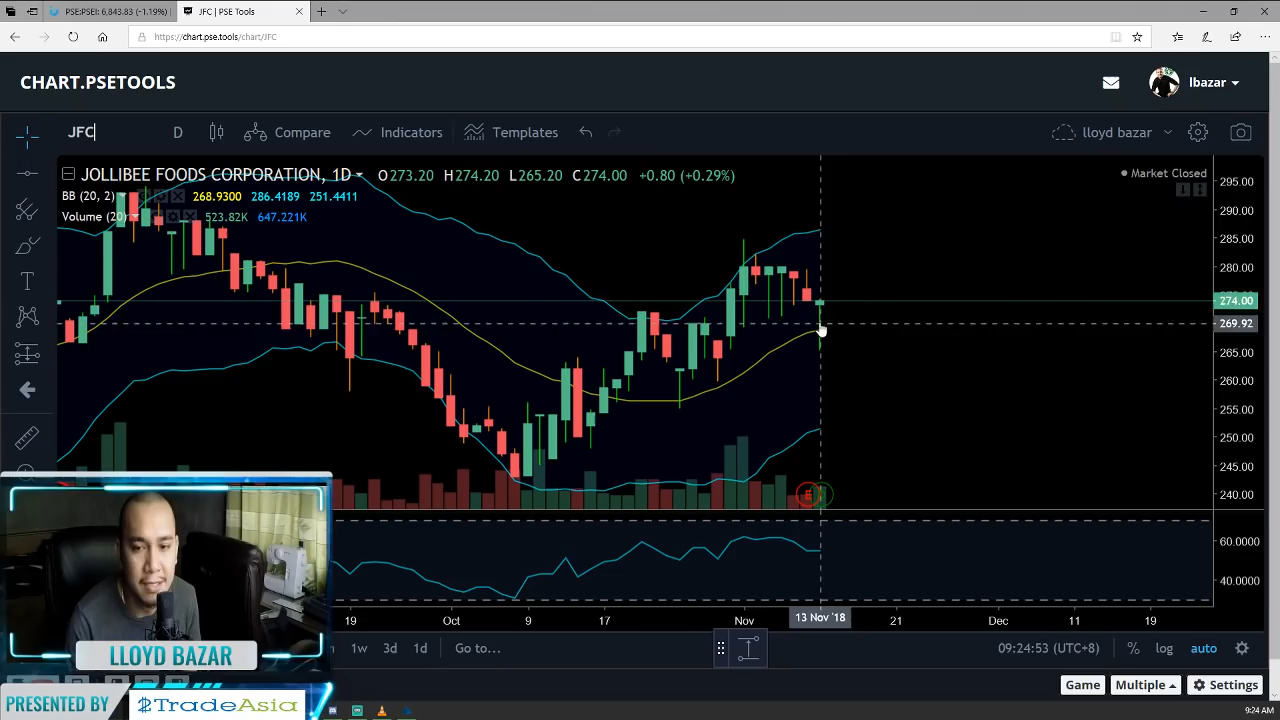 PSE:PSEI: 6,843.83 (-1.19%)
JFC | PSE Tools
https://chart.pse.tools/chart/JFC
CHART.PSETOOLS
lbazar
JFC
D
Compare
Indicators
Templates
lloyd bazar
JOLLIBEE FOODS CORPORATION, 1D
O273.20 H274.20 L265.20 C274.00 +0.80 (+0.29%)
Market Closed
BB (20, 2) 268.9300 286.4189 251.4411
Volume (20) 523.82K 647.221K
295.00
290.00
285.00
280.00
274.00
269.92
265.00
260.00
255.00
250.00
245.00
240.00
60.0000
40.0000
19 Oct 9 17 Nov 13 Nov '18 21 Dec 11 19
1w 3d 1d Go to...
09:24:53 (UTC+8) % log auto
Game Multiple Settings
LLOYD BAZAR
PRESENTED BY
$TradeAsia
9:24 AM